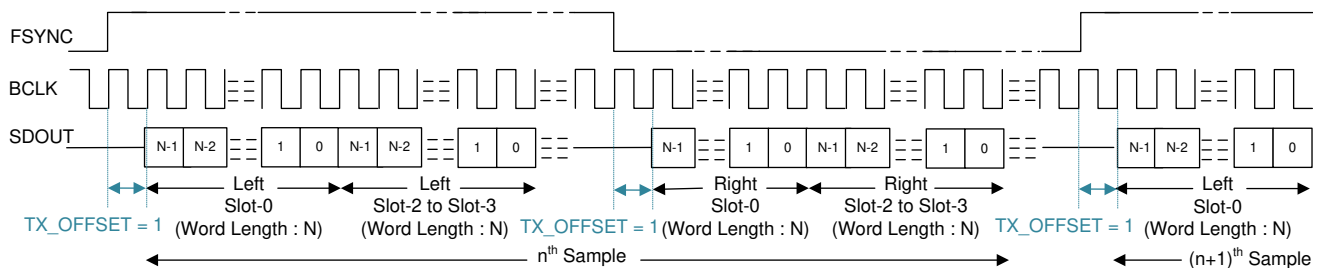 FSYNC
BCLK
SDOUT
N-1 N-2 1 0 N-1 N-2 1 0 N-1 1 0 N-1 N-2 1 0 N-1 N-2 1 0
Left Left Right Right Left
Slot-0 Slot-2 to Slot-3 Slot-0 Slot-2 to Slot-3 Slot-0
TX_OFFSET = 1 (Word Length : N) (Word Length : N) TX_OFFSET = 1 (Word Length : N) (Word Length : N) TX_OFFSET = 1 (Word Length : N)
nth Sample (n+1)th Sample